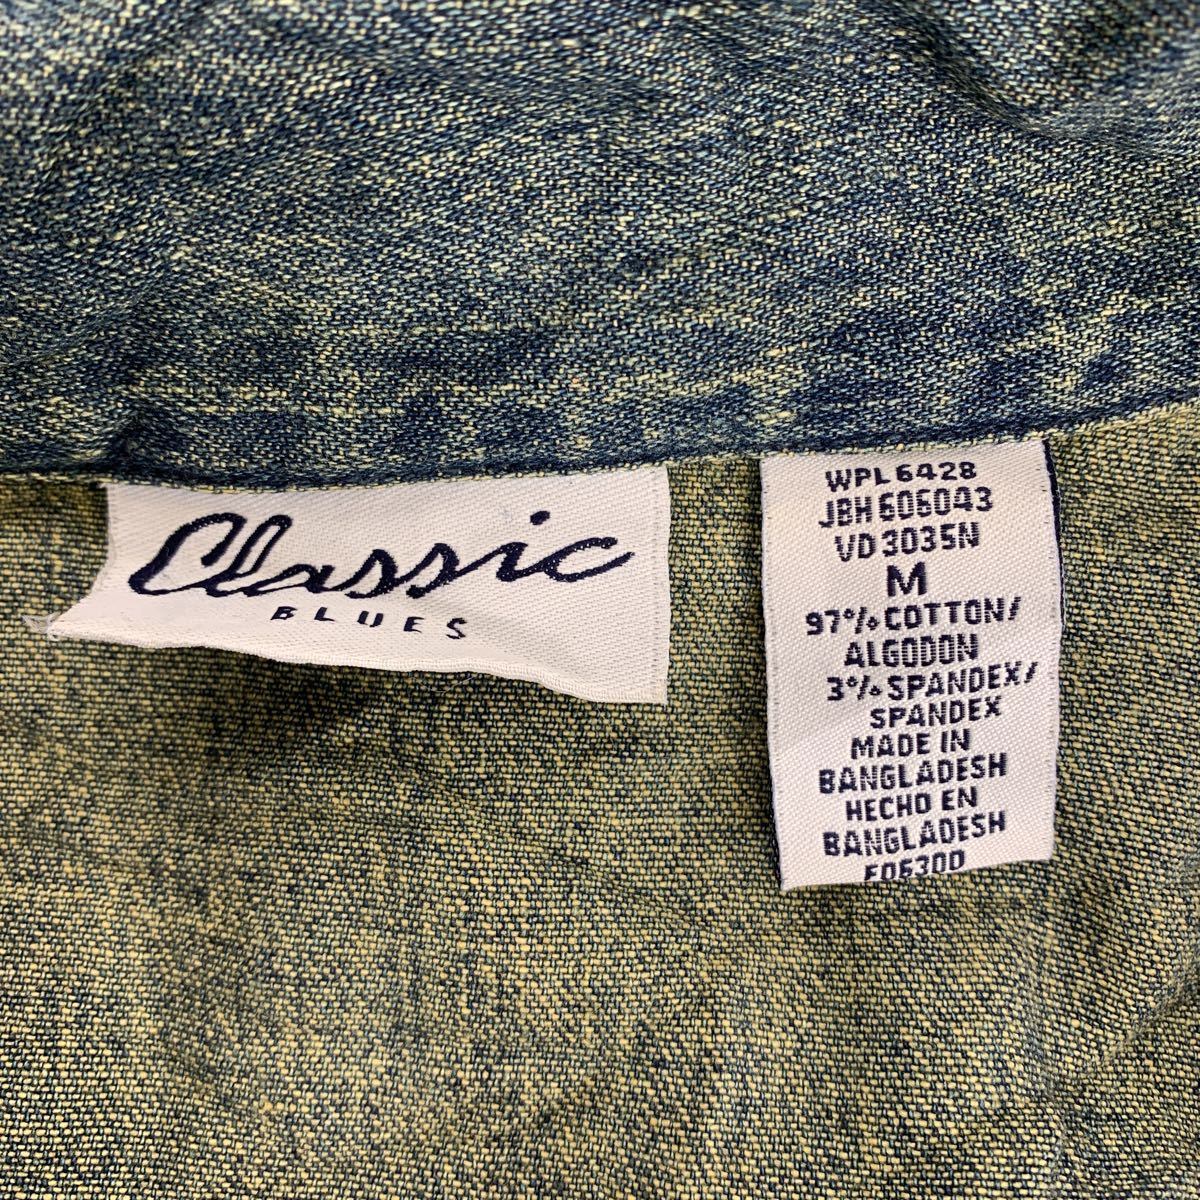 Classic
BLUES
WPL 6428
JBH 606043
VD 3035N
M
97% COTTON/
ALGODON
3% SPANDEX/
SPANDEX
MADE IN
BANGLADESH
HECHO EN
BANGLADESH